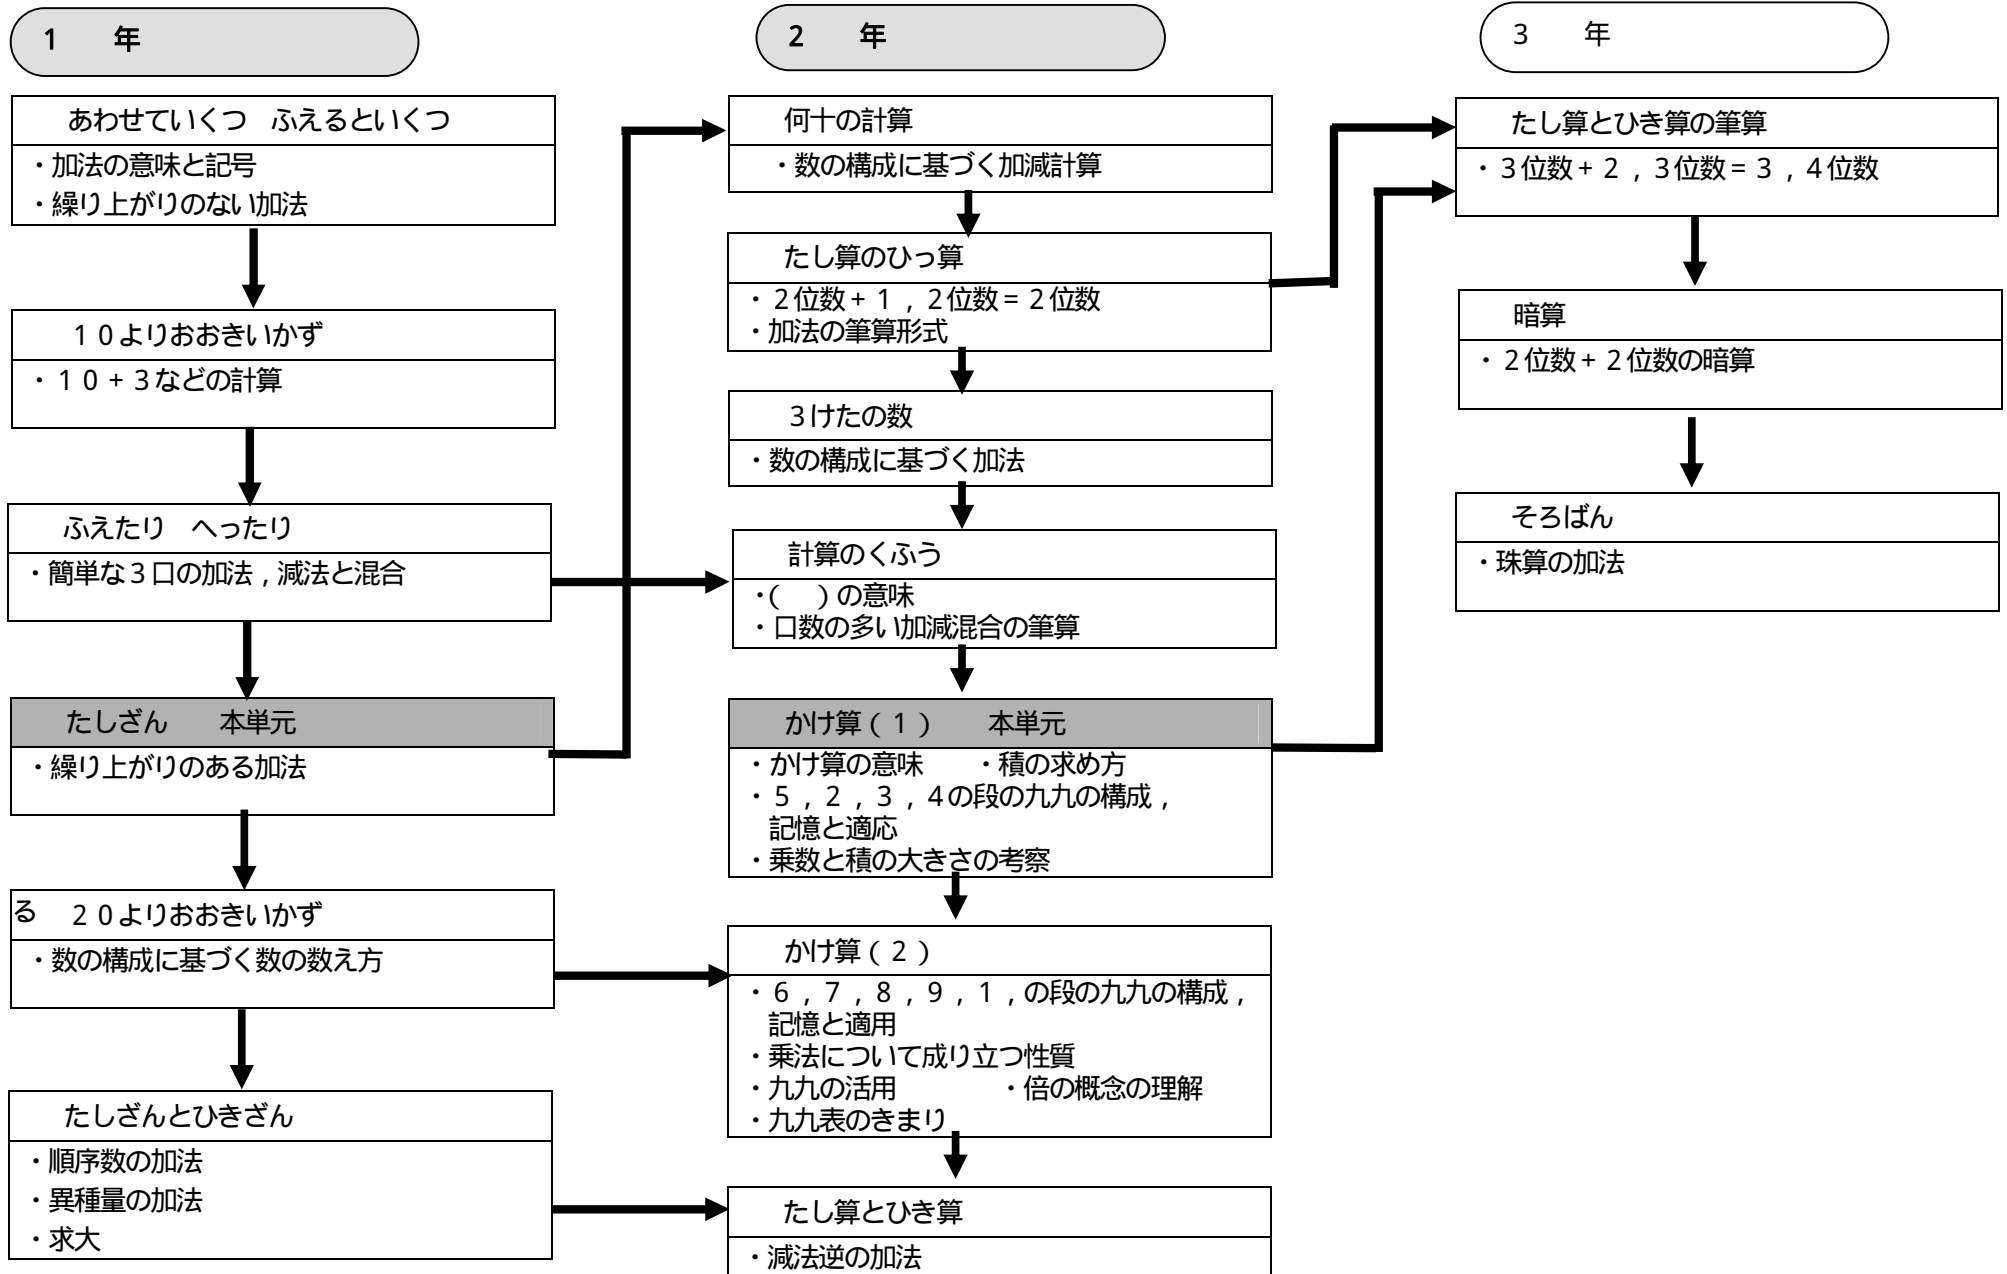 １　　年
あわせていくつ　ふえるといくつ
・加法の意味と記号
・繰り上がりのない加法
１０よりおおきいかず
・１０＋３などの計算
ふえたり　へったり
・簡単な３口の加法，減法と混合
たしざん　　本単元
・繰り上がりのある加法
る　２０よりおおきいかず
・数の構成に基づく数の数え方
たしざんとひきざん
・順序数の加法
・異種量の加法
・求大
２　　年
何十の計算
・数の構成に基づく加減計算
たし算のひっ算
・２位数＋１，２位数＝２位数
・加法の筆算形式
３けたの数
・数の構成に基づく加法
計算のくふう
・（　）の意味
・口数の多い加減混合の筆算
かけ算（１）　　本単元
・かけ算の意味　　・積の求め方
・５，２，３，４の段の九九の構成，
記憶と適応
・乗数と積の大きさの考察
かけ算（２）
・６，７，８，９，１，の段の九九の構成，
記憶と適用
・乗法について成り立つ性質
・九九の活用　　　　・倍の概念の理解
・九九表のきまり
たし算とひき算
・減法逆の加法
３　　年
たし算とひき算の筆算
・３位数＋２，３位数＝３，４位数
暗算
・２位数＋２位数の暗算
そろばん
・珠算の加法